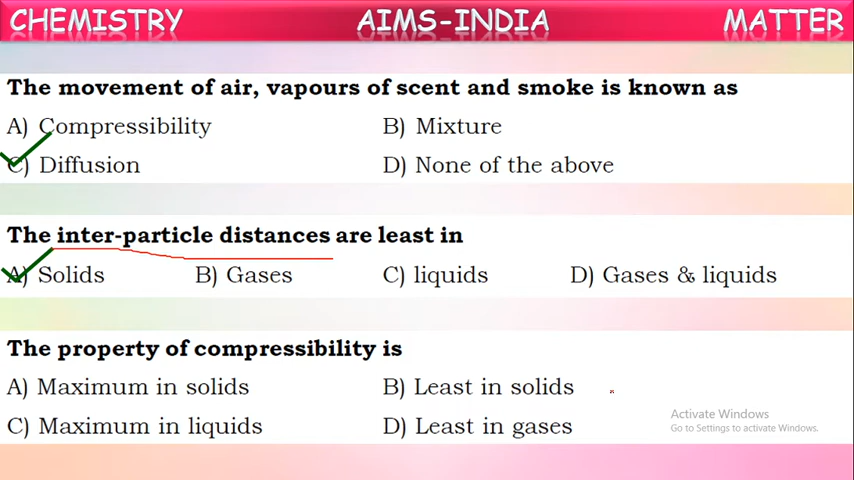 CHEMISTRY AIMS-INDIA MATTER
The movement of air, vapours of scent and smoke is known as
A) Compressibility B) Mixture
C) Diffusion D) None of the above
The inter-particle distances are least in
A) Solids B) Gases C) liquids D) Gases & liquids
The property of compressibility is
A) Maximum in solids B) Least in solids
C) Maximum in liquids D) Least in gases
Activate Windows
Go to Settings to activate Windows.